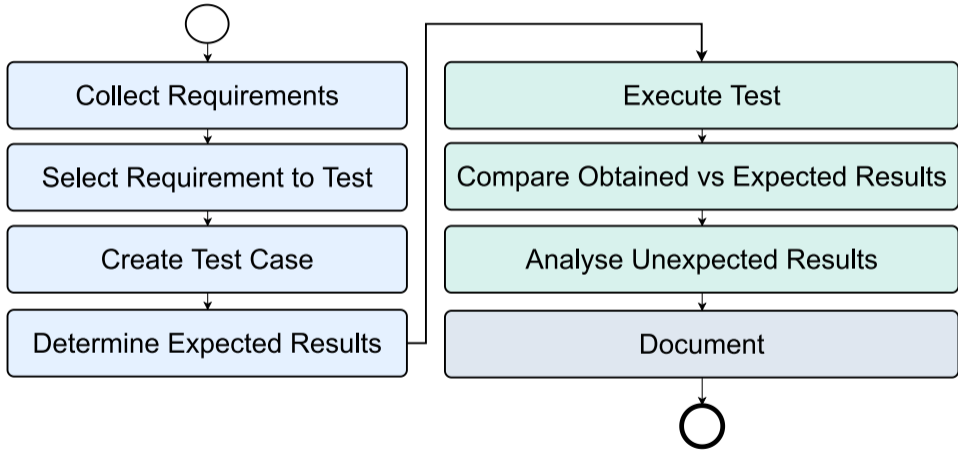 Collect Requirements
Select Requirement to Test
Create Test Case
Determine Expected Results
Execute Test
Compare Obtained vs Expected Results
Analyse Unexpected Results
Document